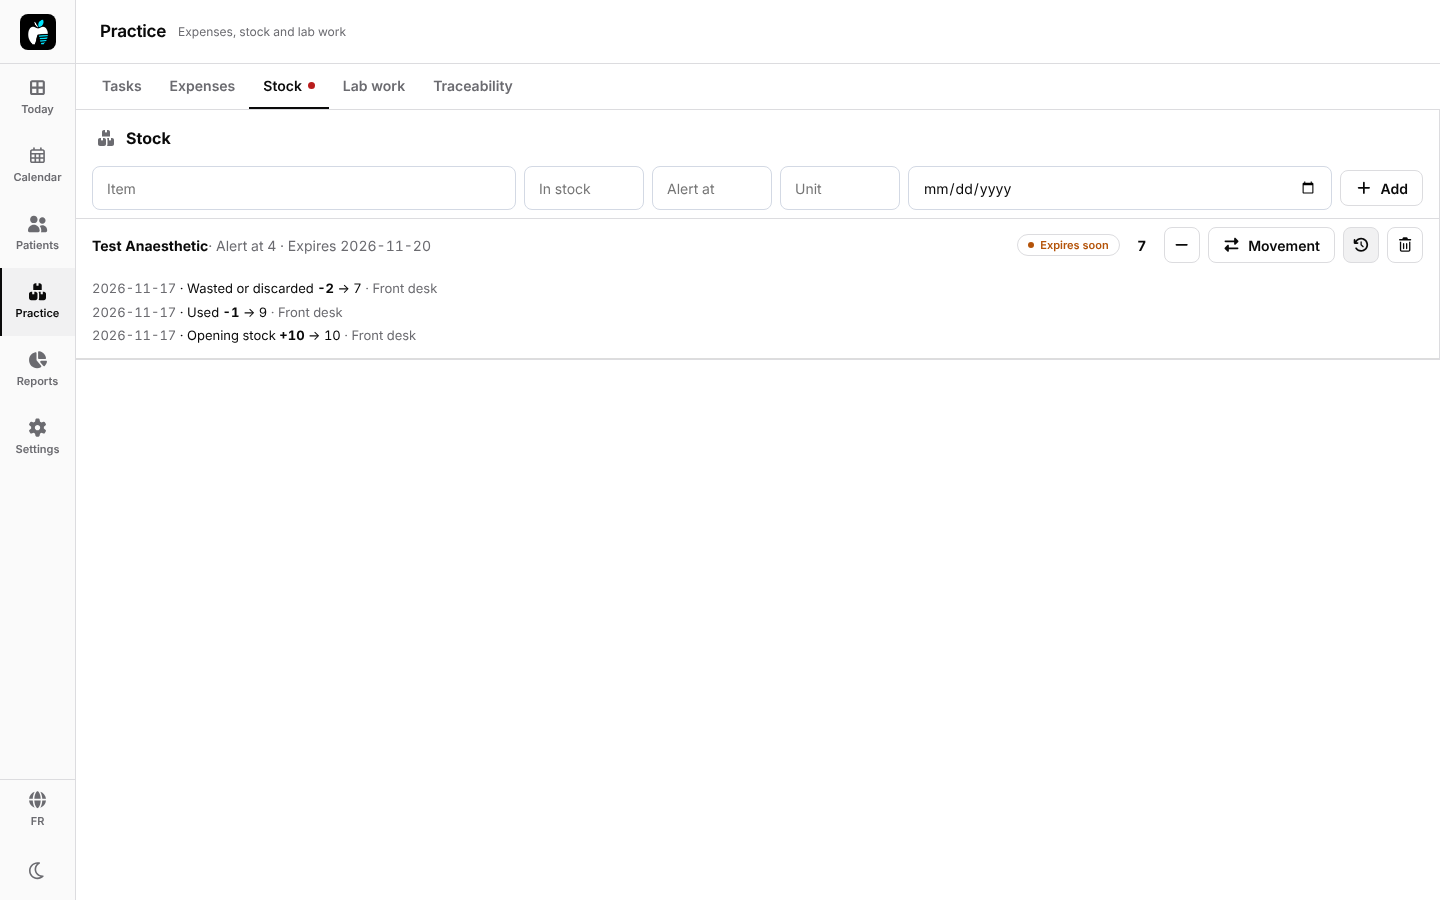 Practice Expenses, stock and lab work
Today
Calendar
Patients
Practice
Reports
Settings
FR
Tasks Expenses Stock Lab work Traceability
Stock
Item In stock Alert at Unit mm/dd/yyyy Add
Test Anaesthetic · Alert at 4 · Expires 2026-11-20 Expires soon 7 Movement
2026-11-17 · Wasted or discarded -2 → 7 · Front desk
2026-11-17 · Used -1 → 9 · Front desk
2026-11-17 · Opening stock +10 → 10 · Front desk